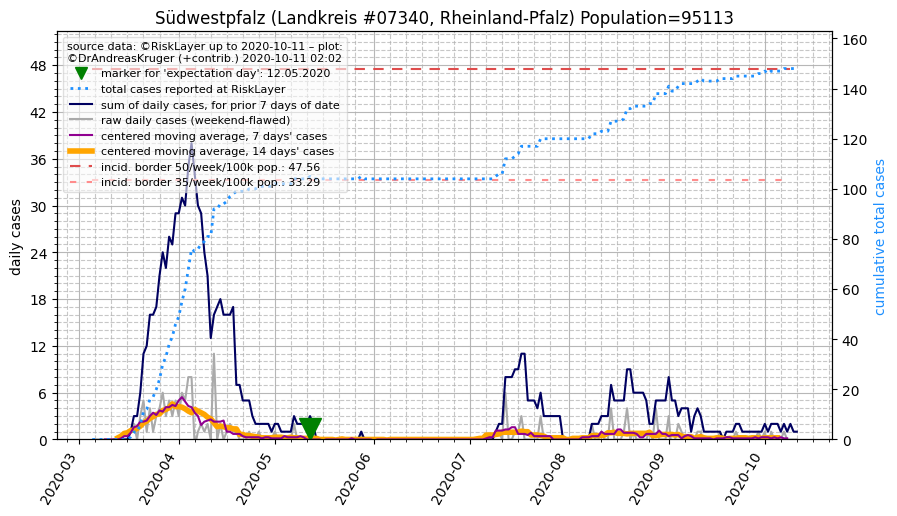 Südwestpfalz (Landkreis #07340, Rheinland-Pfalz) Population=95113
source data: ©RiskLayer up to 2020-10-11 – plot:
©DrAndreasKruger (+contrib.) 2020-10-11 02:02
marker for 'expectation day': 12.05.2020
total cases reported at RiskLayer
sum of daily cases, for prior 7 days of date
raw daily cases (weekend-flawed)
centered moving average, 7 days' cases
centered moving average, 14 days' cases
incid. border 50/week/100k pop.: 47.56
incid. border 35/week/100k pop.: 33.29
daily cases
48
42
36
30
24
18
12
6
0
160
140
120
100
80
60
40
20
0
cumulative total cases
2020-03
2020-04
2020-05
2020-06
2020-07
2020-08
2020-09
2020-10